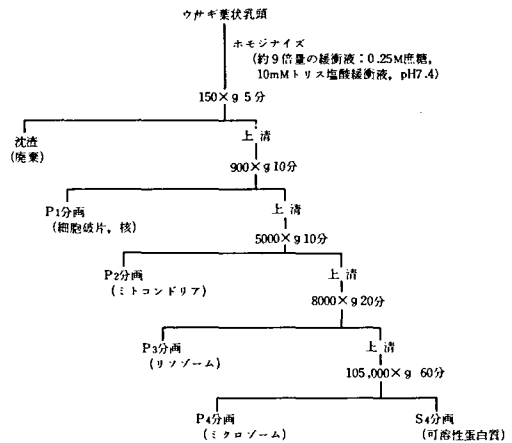 ウサギ葉状乳頭
ホモジナイズ
(約9倍量の緩衝液:0.25M蔗糖,
10mMトリス塩酸緩衝液, pH7.4)
150×g 5分
沈渣
(廃棄)
上清
900×g10分
P1分画
(細胞破片, 核)
上清
5000×g10分
P2分画
(ミトコンドリア)
上清
8000×g20分
P3分画
(リソゾーム)
上清
105,000×g 60分
P4分画
(ミクロゾーム)
S4分画
(可溶性蛋白質)